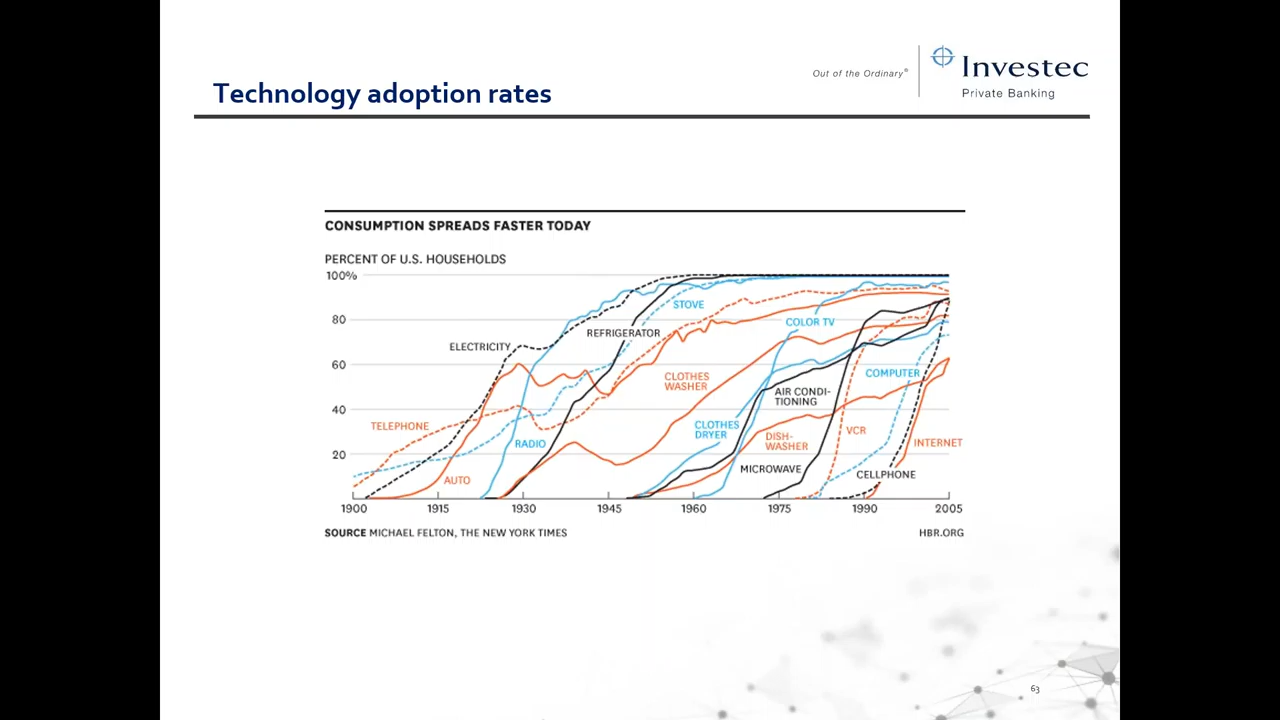 Out of the Ordinary®
Investec
Private Banking
Technology adoption rates
CONSUMPTION SPREADS FASTER TODAY
PERCENT OF U.S. HOUSEHOLDS
100%
80
60
40
20
STOVE
COLOR TV
REFRIGERATOR
ELECTRICITY
CLOTHES
WASHER
COMPUTER
AIR CONDI-
TIONING
TELEPHONE
CLOTHES
DRYER
VCR
RADIO
DISH-
WASHER
INTERNET
MICROWAVE
CELLPHONE
AUTO
1900
1915
1930
1945
1960
1975
1990
2005
SOURCE MICHAEL FELTON, THE NEW YORK TIMES
HBR.ORG
63